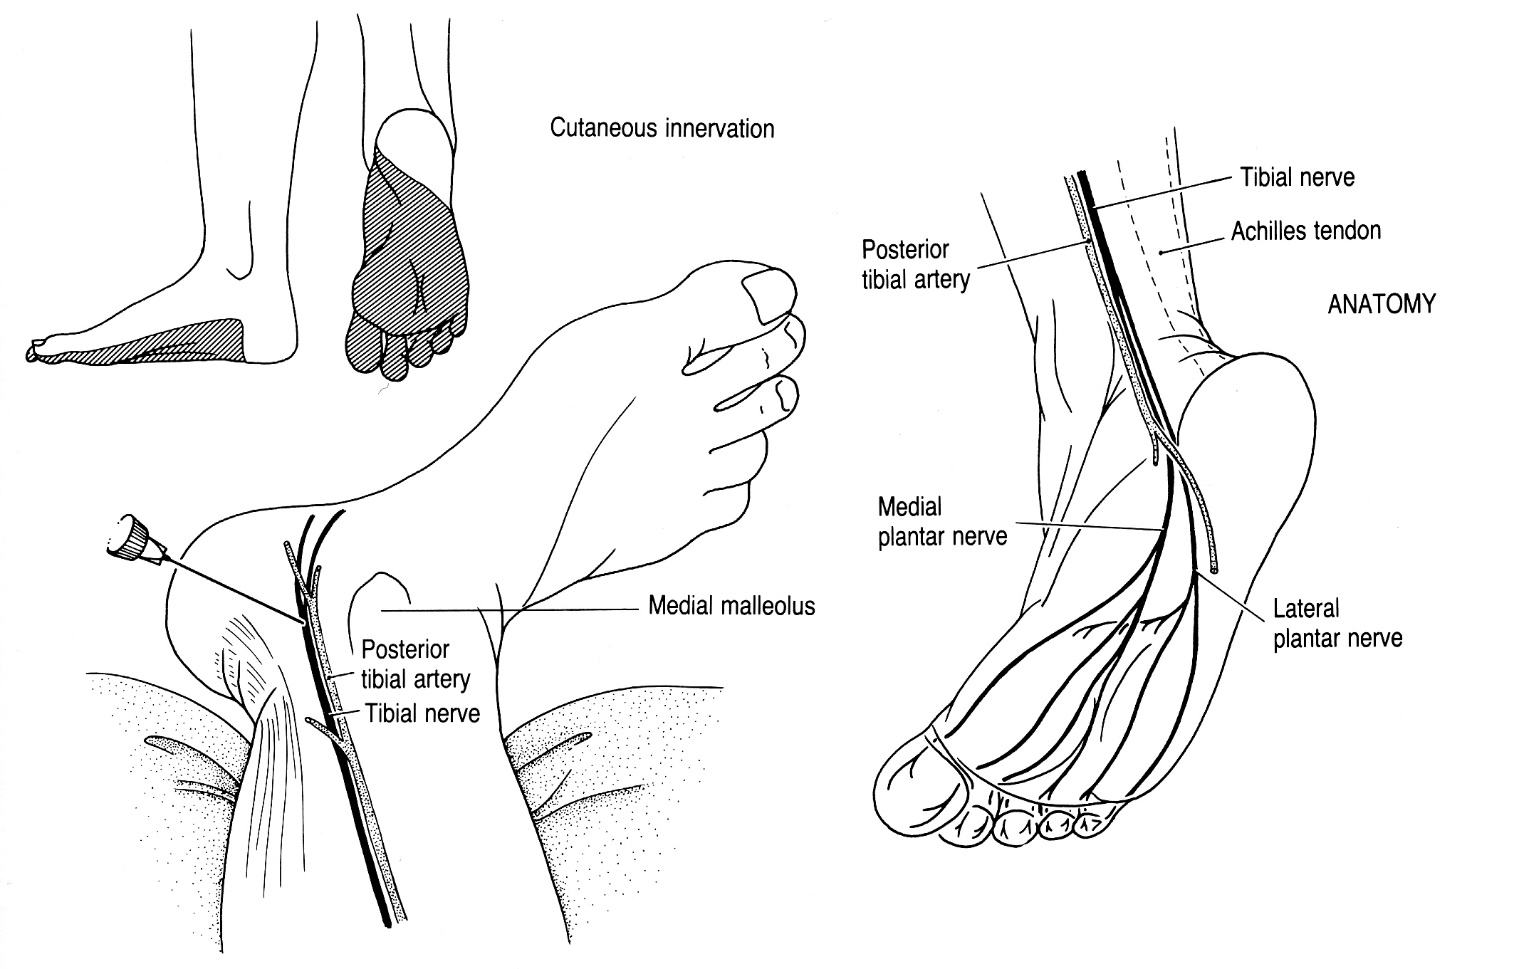 Cutaneous innervation
Tibial nerve
Achilles tendon
Posterior
tibial artery
ANATOMY
Medial
plantar nerve
Lateral
plantar nerve
Medial malleolus
Posterior
tibial artery
Tibial nerve